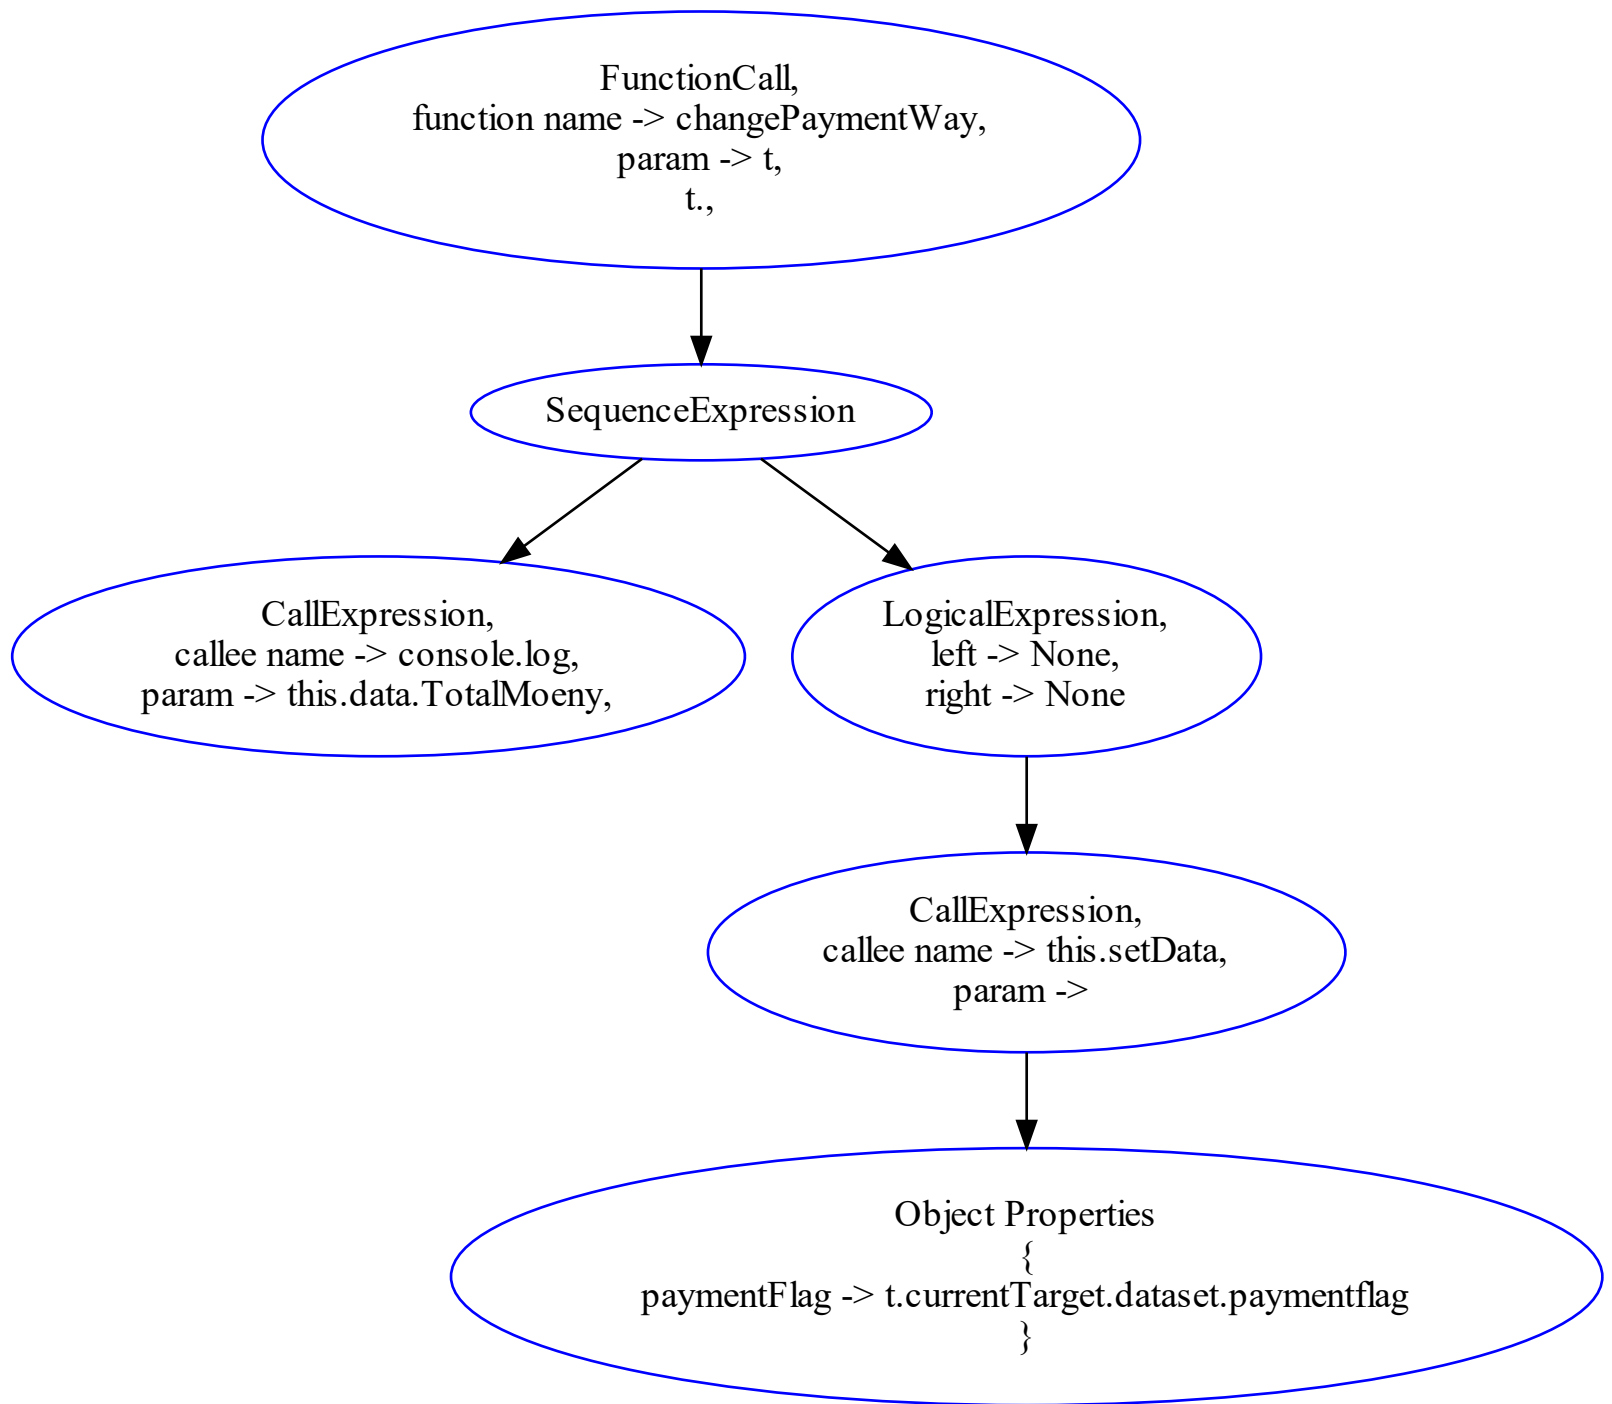 FunctionCall,
function name -> changePaymentWay,
param -> t,
t.,
SequenceExpression
CallExpression,
callee name -> console.log,
param -> this.data.TotalMoeny,
LogicalExpression,
left -> None,
right -> None
CallExpression,
callee name -> this.setData,
param ->
Object Properties
{
paymentFlag -> t.currentTarget.dataset.paymentflag
}